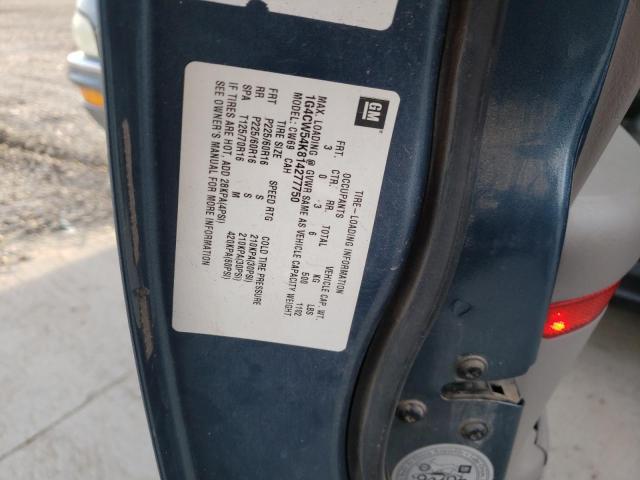 GM
TIRE-LOADING INFORMATION
OCCUPANTS VEHICLE CAP. WT.
FRT. CTR. RR. TOTAL KG LBS
3 0 3 6 500 1102
MAX. LOADING @ GVWR SAME AS VEHICLE CAPACITY WEIGHT.
1G4CW54K814277750
MODEL: CW69 CAH
TIRE SIZE SPEED RTG COLD TIRE PRESSURE
FRT P225/60R16 S 210KPA(30PSI)
RR P225/60R16 S 210KPA(30PSI)
SPA T125/70R16 M 420KPA(60PSI)
IF TIRES ARE HOT, ADD 28KPA(4PSI)
SEE OWNER'S MANUAL FOR MORE INFORMATION